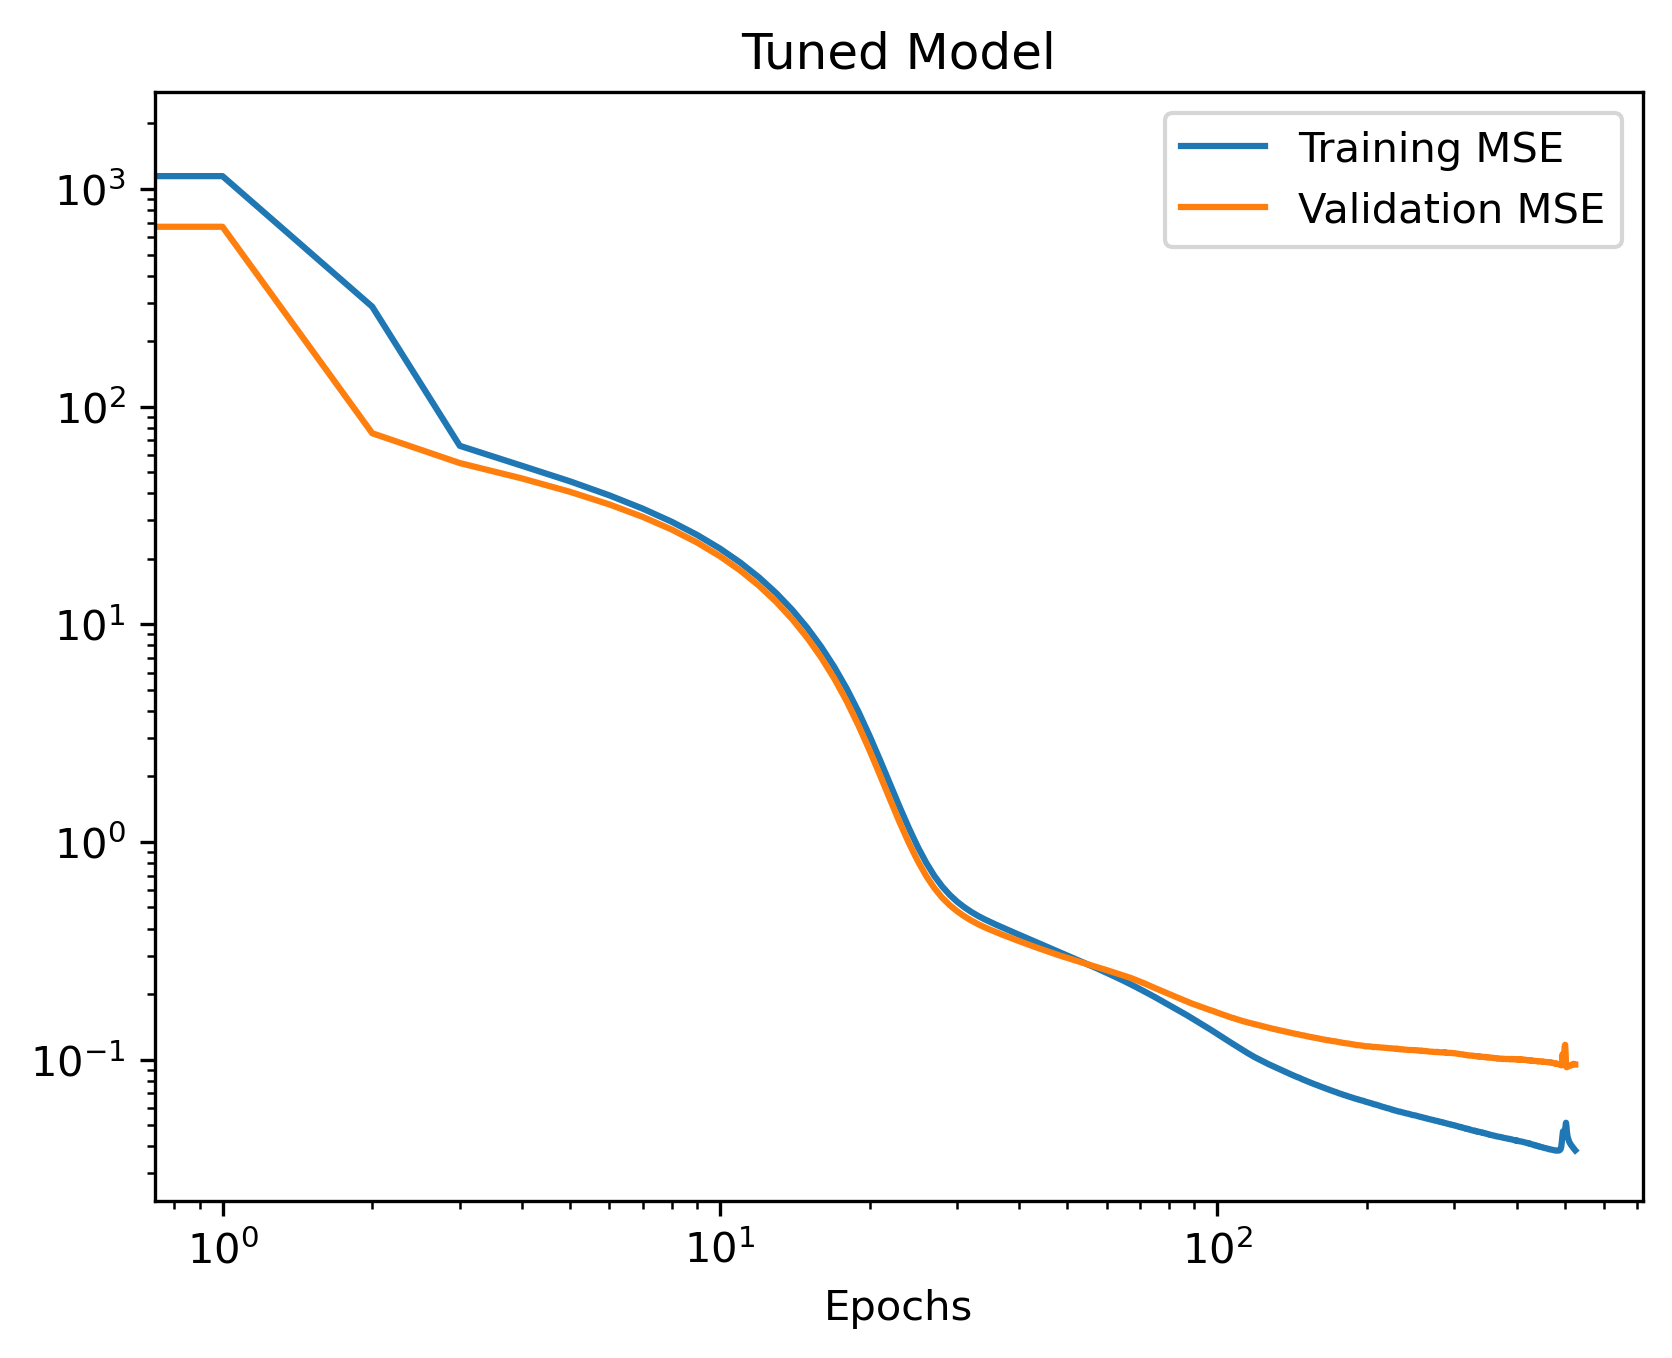 Tuned Model
Training MSE
Validation MSE
10³
10²
10¹
10⁰
10⁻¹
10⁰ 10¹ 10²
Epochs